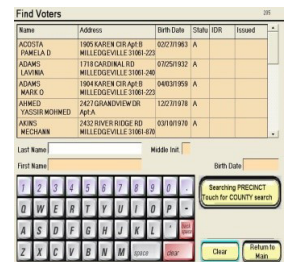 Find Voters
Name Address Birth Date Statu IDR Issued
ACOSTA 1905 KAREN CIR Apt:B 02/27/1963 A
PAMELA D MILLEDGEVILLE 31061-223
ADAMS 1718 CARDINAL RD 07/25/1932 A
LAVINIA MILLEDGEVILLE 31061-240
ADAMS 1904 KAREN CIR Apt:B 04/03/1959 A
MARK O MILLEDGEVILLE 31061-223
AHMED 2427 GRANDVIEW DR 12/27/1978 A
YASSIR MOHMED Apt:A
AKINS 2432 RIVER RIDGE RD 03/10/1970 A
MECHANN MILLEDGEVILLE 31061-870
Last Name Middle Init
First Name Birth Date
1 2 3 4 5 6 7 8 9 0 .
Q W E R T Y U I O P -
A S D F G H J K L ' back space
Z X C V B N M space clear
Searching PRECINCT
Touch for COUNTY search
Clear Return to
Main